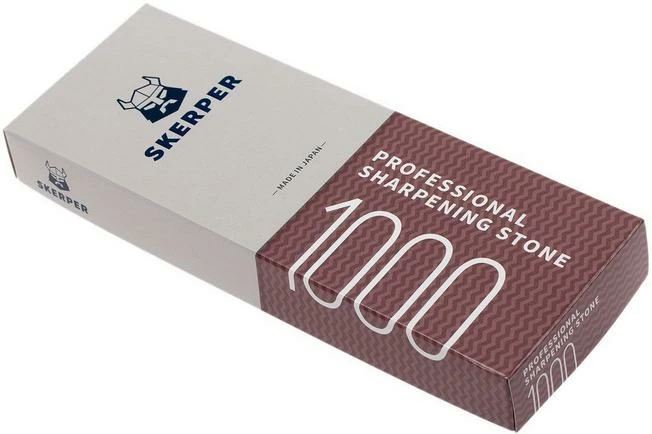 SKERPER
— MADE IN JAPAN —
SKERPER
PROFESSIONAL
SHARPENING STONE
1000
PROFESSIONAL
SHARPENING STONE
1000